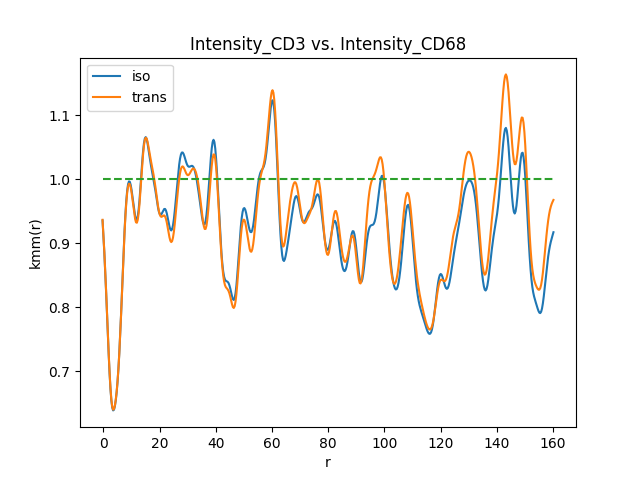 Intensity_CD3 vs. Intensity_CD68
iso
trans
1.1
1.0
0.9
0.8
0.7
kmm(r)
0 20 40 60 80 100 120 140 160
r